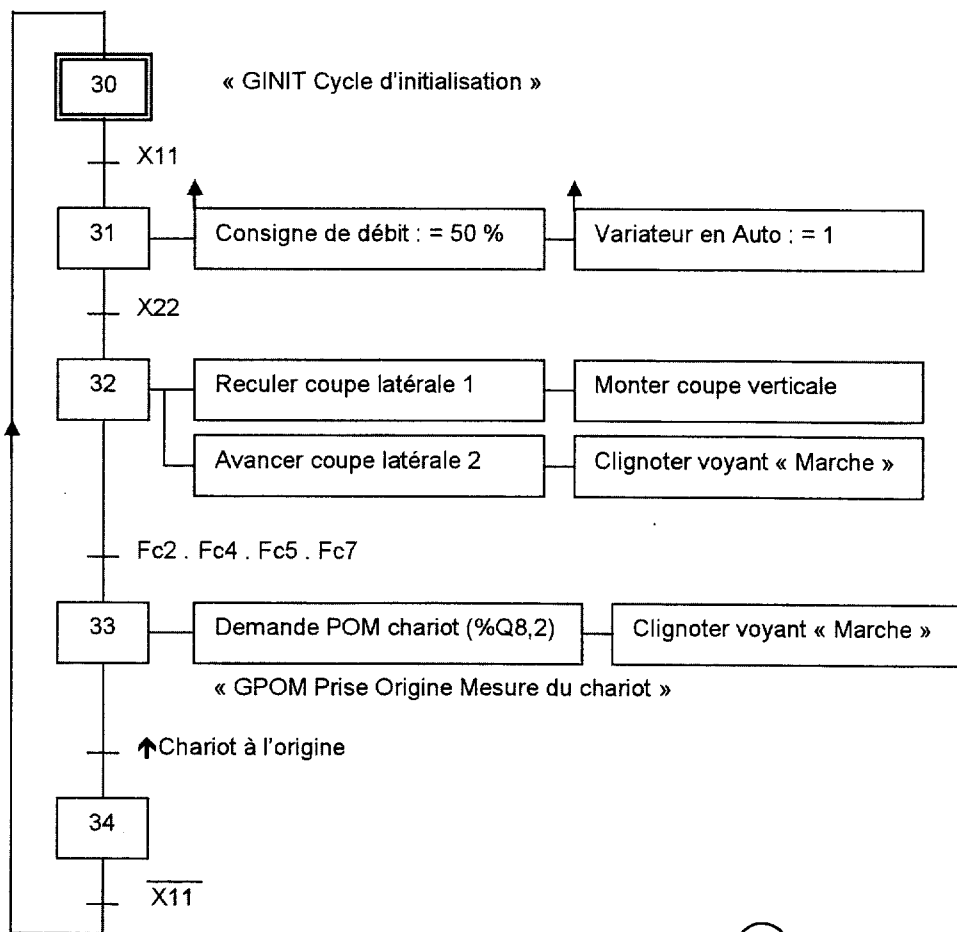 30
« GINIT Cycle d'initialisation »
X11
31
Consigne de débit : = 50 %
Variateur en Auto : = 1
X22
32
Reculer coupe latérale 1
Monter coupe verticale
Avancer coupe latérale 2
Clignoter voyant « Marche »
Fc2 . Fc4 . Fc5 . Fc7
33
Demande POM chariot (%Q8,2)
Clignoter voyant « Marche »
« GPOM Prise Origine Mesure du chariot »
↑Chariot à l'origine
34
X̅1̅1̅